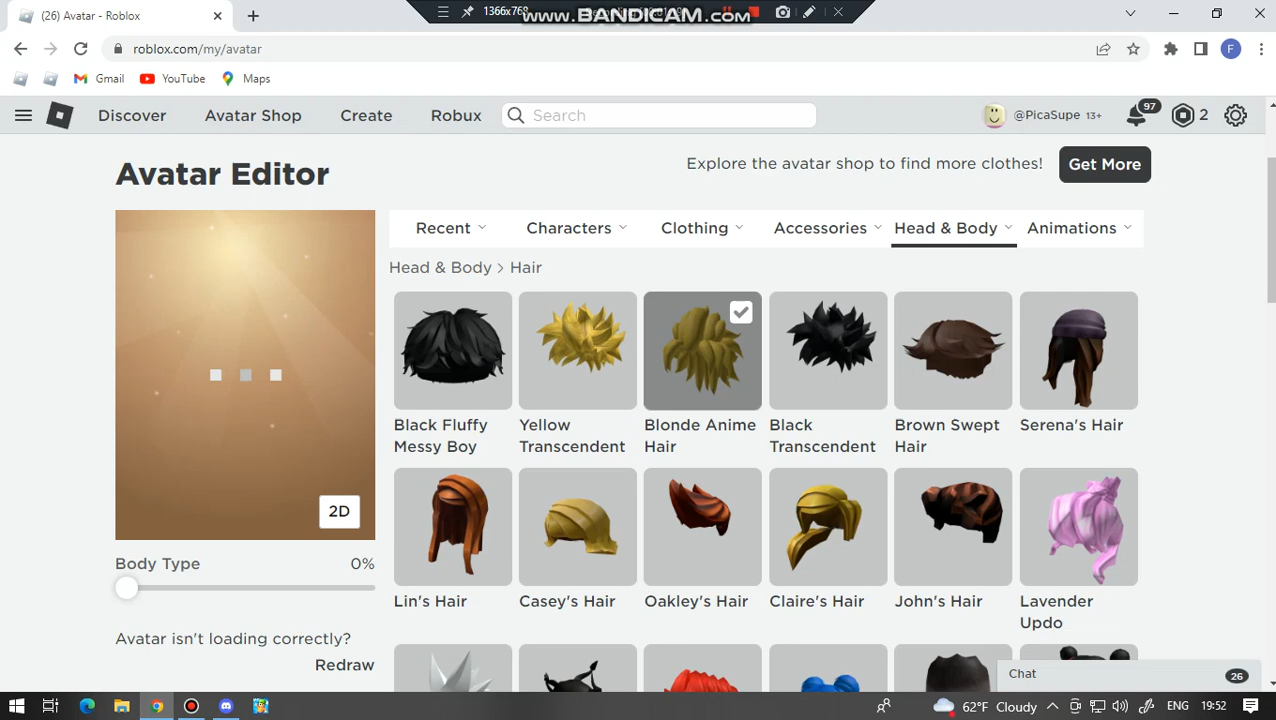 (26) Avatar - Roblox
1366x768
www.BANDICAM.com
roblox.com/my/avatar
F
Gmail
YouTube
Maps
Discover
Avatar Shop
Create
Robux
Search
@PicaSupe 13+
97
2
Avatar Editor
Explore the avatar shop to find more clothes!
Get More
Recent
Characters
Clothing
Accessories
Head & Body
Animations
Head & Body > Hair
Black Fluffy
Messy Boy
Yellow
Transcendent
Blonde Anime
Hair
Black
Transcendent
Brown Swept
Hair
Serena's Hair
2D
Body Type
0%
Lin's Hair
Casey's Hair
Oakley's Hair
Claire's Hair
John's Hair
Lavender
Updo
Avatar isn't loading correctly?
Redraw
Chat
26
62°F Cloudy
ENG
19:52